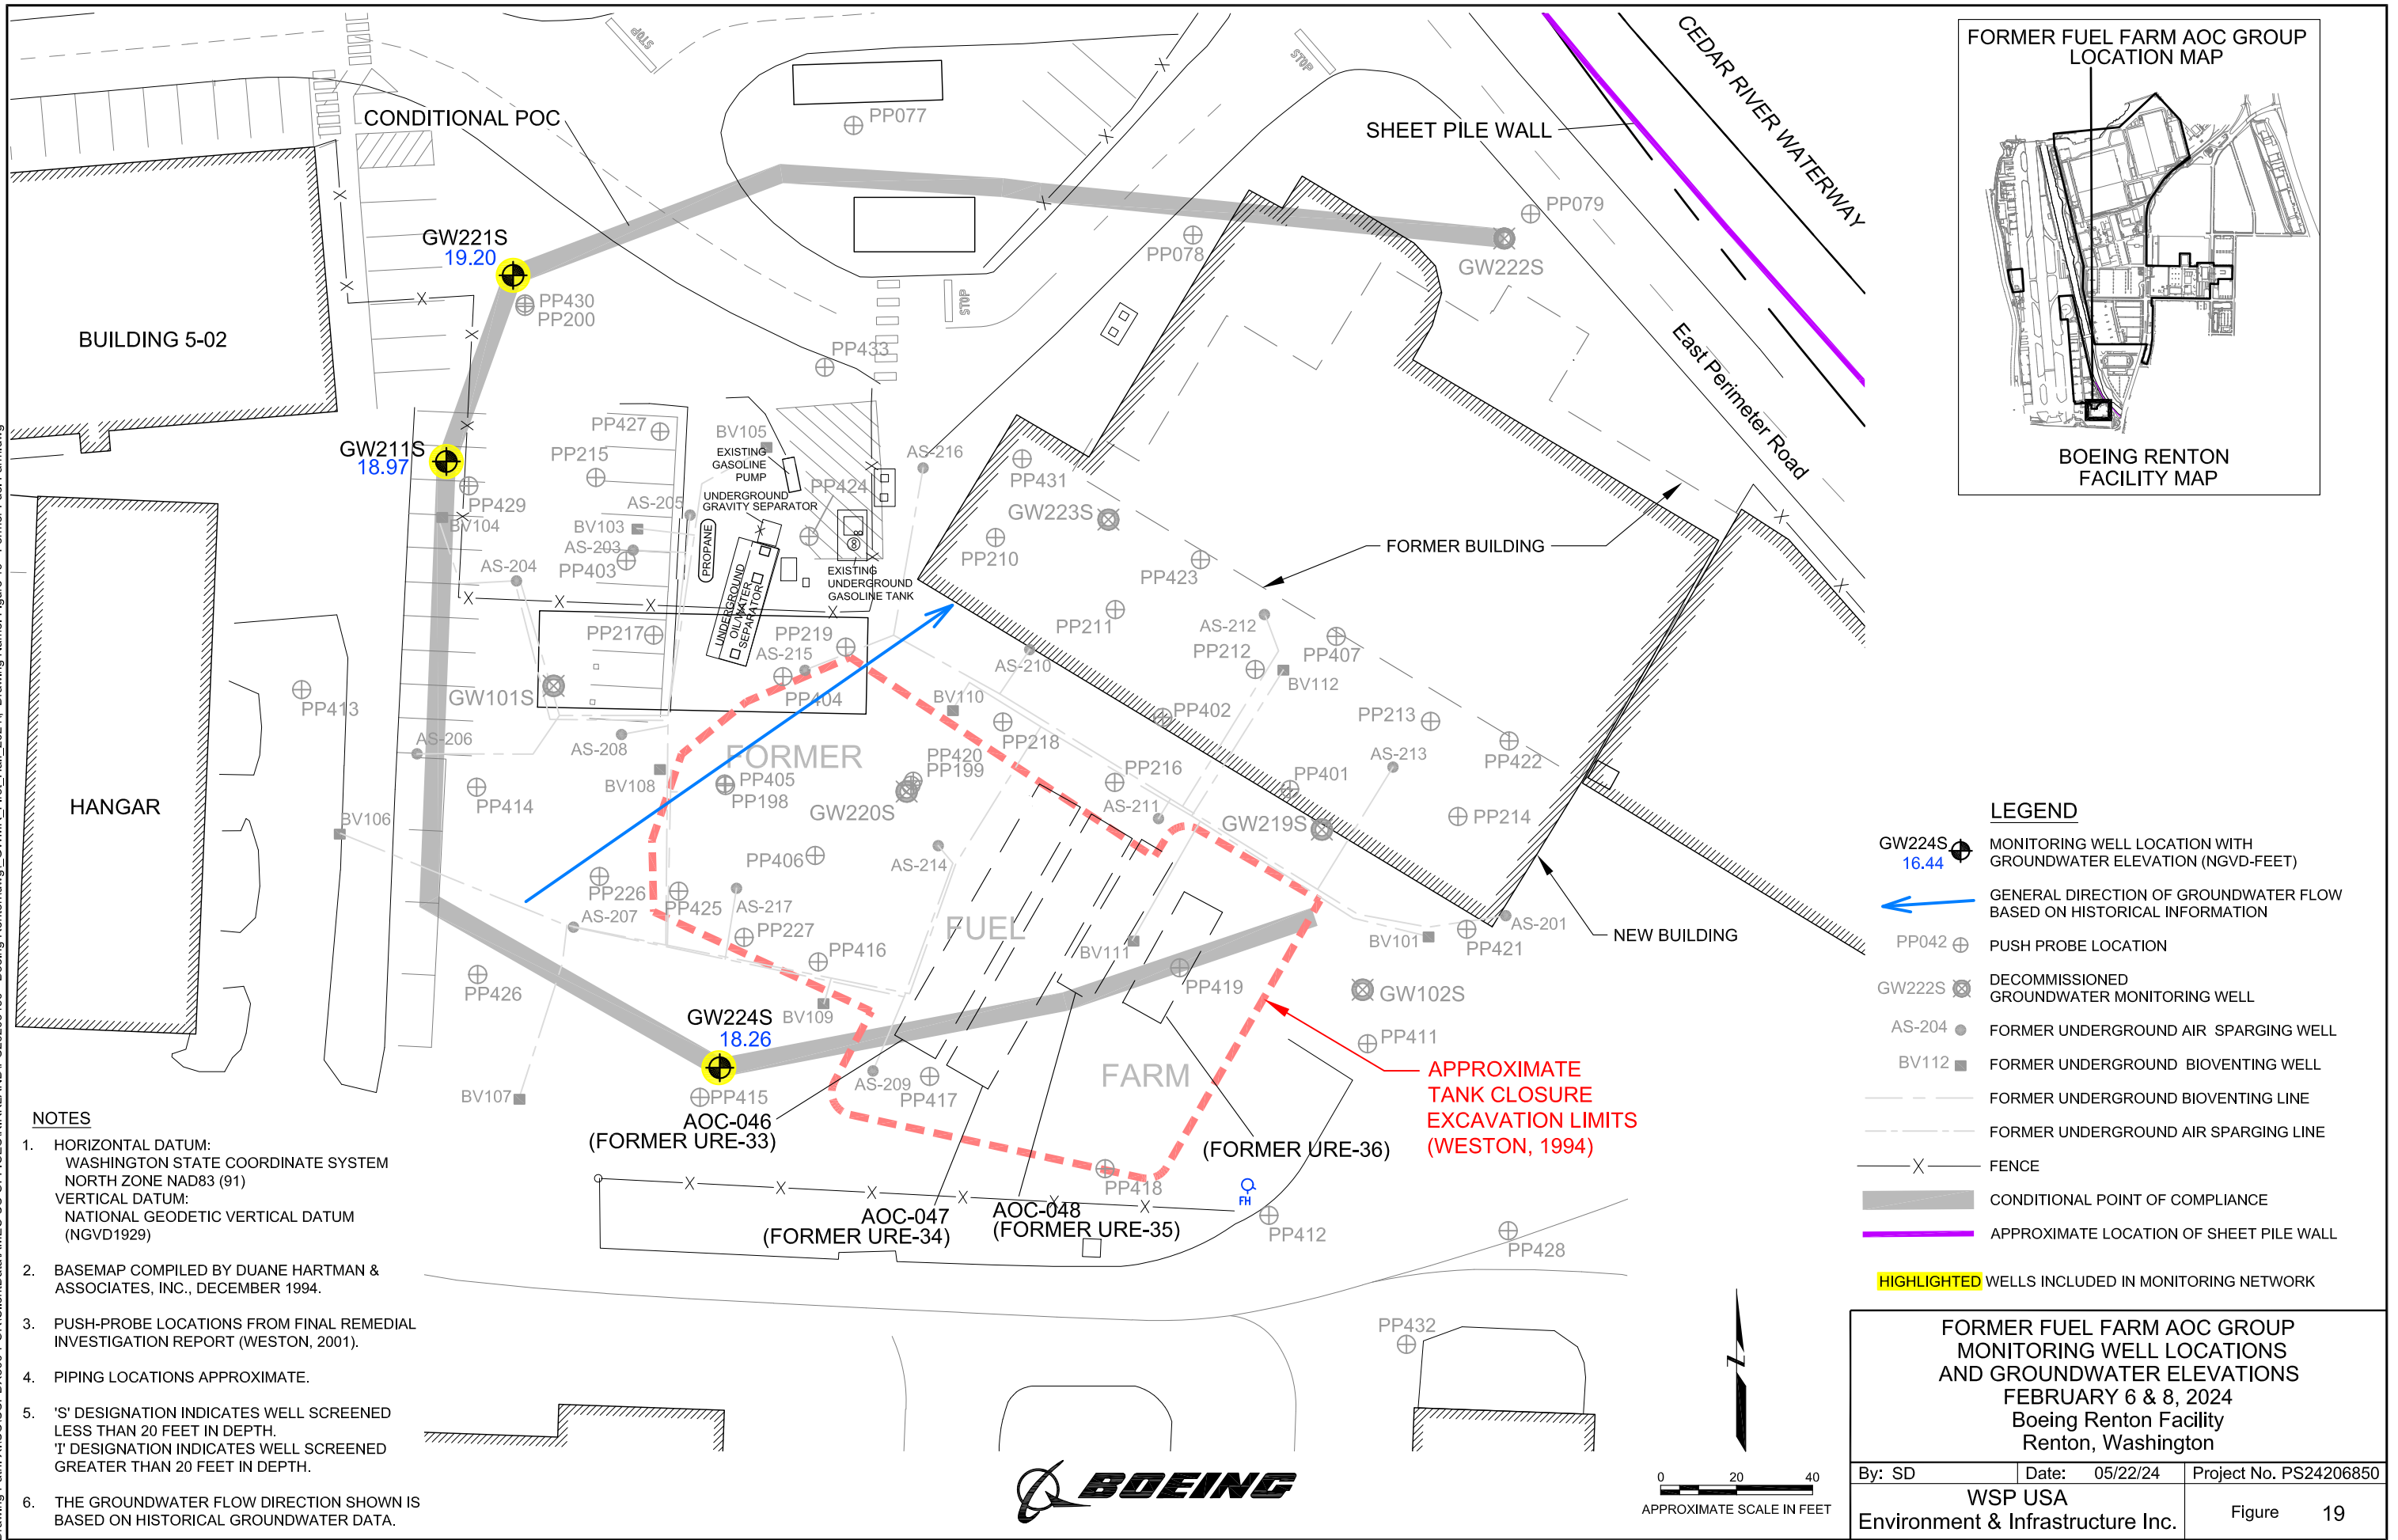 FORMER FUEL FARM AOC GROUP
LOCATION MAP
BOEING RENTON
FACILITY MAP
CEDAR RIVER WATERWAY
SHEET PILE WALL
East Perimeter Road
CONDITIONAL POC
STOP
STOP
STOP
PP077
PP079
PP078
GW222S
GW221S
19.20
PP430
PP200
BUILDING 5-02
PP433
GW211S
18.97
PP429
BV104
PP427
PP215
BV105
EXISTING
GASOLINE
PUMP
AS-205
UNDERGROUND
GRAVITY SEPARATOR
PP424
BV103
AS-203
PP403
PROPANE
UNDERGROUND
OIL/WATER
SEPARATOR
EXISTING
UNDERGROUND
GASOLINE TANK
AS-204
AS-216
PP431
GW223S
PP210
PP423
FORMER BUILDING
PP211
AS-212
PP212
PP407
BV112
PP217
PP219
AS-215
PP404
AS-210
BV110
PP218
PP402
PP213
AS-213
PP422
GW101S
PP413
AS-206
AS-208
BV108
PP414
FORMER
PP405
PP198
PP420
PP199
GW220S
PP216
AS-211
PP401
GW219S
PP214
HANGAR
BV106
PP406
AS-214
PP226
PP425
AS-217
AS-207
PP227
PP416
FUEL
BV111
PP419
BV101
PP421
AS-201
NEW BUILDING
PP426
GW102S
BV109
GW224S
18.26
PP411
BV107
PP415
AS-209
PP417
FARM
AOC-046
(FORMER URE-33)
APPROXIMATE
TANK CLOSURE
EXCAVATION LIMITS
(WESTON, 1994)
(FORMER URE-36)
PP418
FH
AOC-047
(FORMER URE-34)
AOC-048
(FORMER URE-35)
PP412
PP428
PP432
LEGEND
GW224S
16.44
MONITORING WELL LOCATION WITH
GROUNDWATER ELEVATION (NGVD-FEET)
GENERAL DIRECTION OF GROUNDWATER FLOW
BASED ON HISTORICAL INFORMATION
PP042 PUSH PROBE LOCATION
GW222S DECOMMISSIONED
GROUNDWATER MONITORING WELL
AS-204 FORMER UNDERGROUND AIR SPARGING WELL
BV112 FORMER UNDERGROUND BIOVENTING WELL
FORMER UNDERGROUND BIOVENTING LINE
FORMER UNDERGROUND AIR SPARGING LINE
X FENCE
CONDITIONAL POINT OF COMPLIANCE
APPROXIMATE LOCATION OF SHEET PILE WALL
HIGHLIGHTED WELLS INCLUDED IN MONITORING NETWORK
NOTES
1. HORIZONTAL DATUM:
WASHINGTON STATE COORDINATE SYSTEM
NORTH ZONE NAD83 (91)
VERTICAL DATUM:
NATIONAL GEODETIC VERTICAL DATUM
(NGVD1929)
2. BASEMAP COMPILED BY DUANE HARTMAN &
ASSOCIATES, INC., DECEMBER 1994.
3. PUSH-PROBE LOCATIONS FROM FINAL REMEDIAL
INVESTIGATION REPORT (WESTON, 2001).
4. PIPING LOCATIONS APPROXIMATE.
5. 'S' DESIGNATION INDICATES WELL SCREENED
LESS THAN 20 FEET IN DEPTH.
'I' DESIGNATION INDICATES WELL SCREENED
GREATER THAN 20 FEET IN DEPTH.
6. THE GROUNDWATER FLOW DIRECTION SHOWN IS
BASED ON HISTORICAL GROUNDWATER DATA.
BOEING
Z
0 20 40
APPROXIMATE SCALE IN FEET
FORMER FUEL FARM AOC GROUP
MONITORING WELL LOCATIONS
AND GROUNDWATER ELEVATIONS
FEBRUARY 6 & 8, 2024
Boeing Renton Facility
Renton, Washington
By: SD Date: 05/22/24 Project No. PS24206850
WSP USA
Environment & Infrastructure Inc.
Figure 19